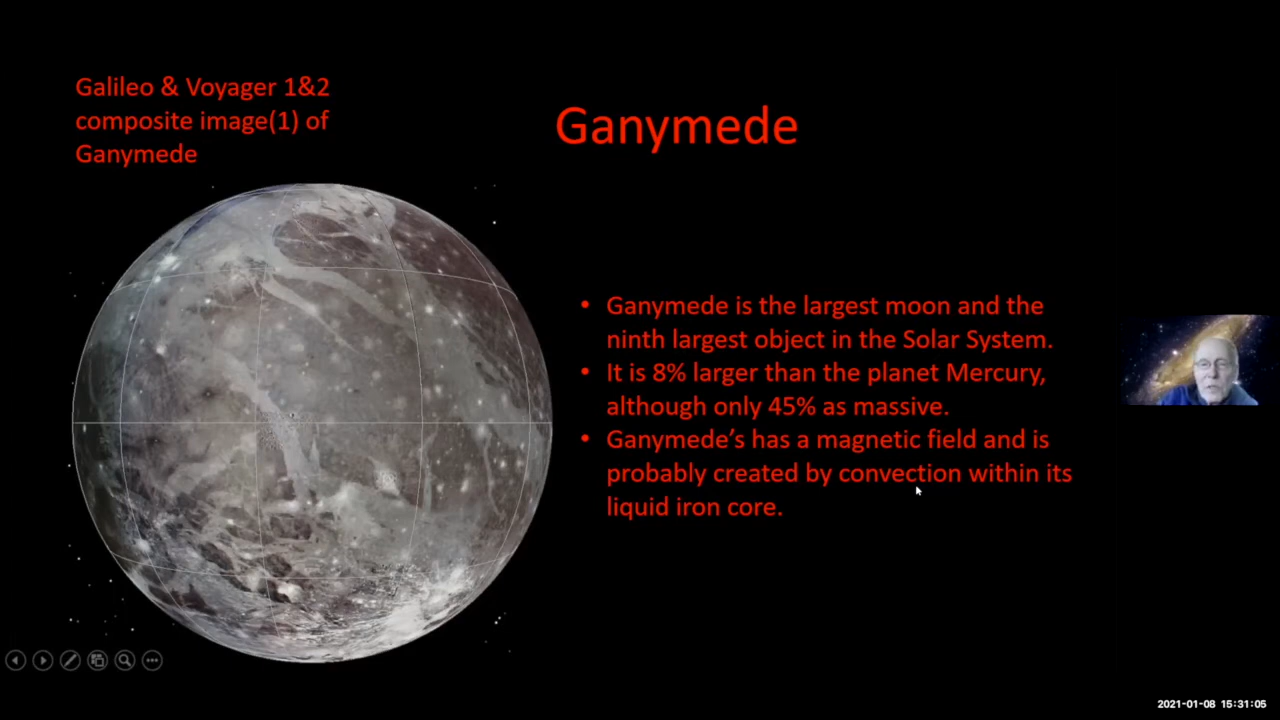 Galileo & Voyager 1&2
composite image(1) of
Ganymede
Ganymede
• Ganymede is the largest moon and the
ninth largest object in the Solar System.
• It is 8% larger than the planet Mercury,
although only 45% as massive.
• Ganymede’s has a magnetic field and is
probably created by convection within its
liquid iron core.
2021-01-08 15:31:05